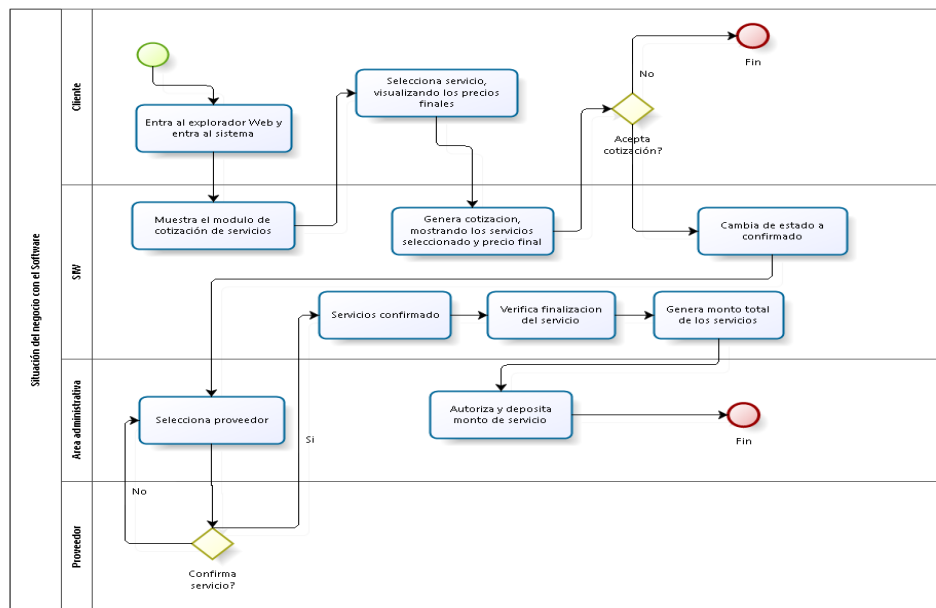 Situación del negocio con el Software
Cliente
Entra al explorador Web y
entra al sistema
Selecciona servicio,
visualizando los precios
finales
Acepta
cotización?
No
Fin
SRV
Muestra el modulo de
cotización de servicios
Genera cotizacion,
mostrando los servicios
seleccionado y precio final
Cambia de estado a
confirmado
Servicios confirmado
Verifica finalizacion
del servicio
Genera monto total
de los servicios
Area administrativa
Selecciona proveedor
Si
Autoriza y deposita
monto de servicio
Fin
Proveedor
No
Confirma
servicio?